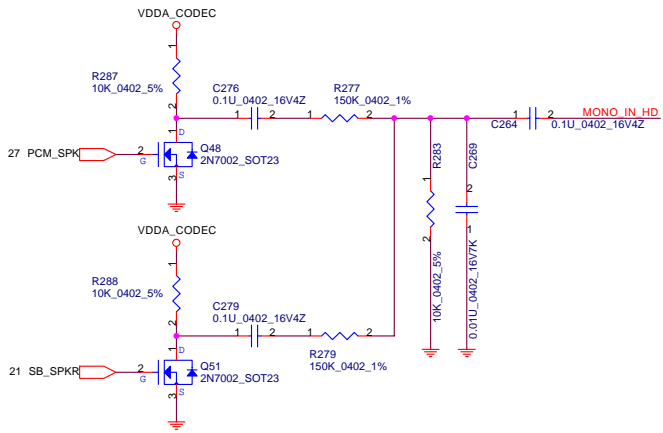 VDDA_CODEC
1
R287
10K_0402_5%
2
C276
0.1U_0402_16V4Z
1 2
R277
150K_0402_1%
1 2
1
D
27 PCM_SPK
2
G
Q48
2N7002_SOT23
S
3
C264
1 2
MONO_IN_HD
0.1U_0402_16V4Z
R283
1
2
10K_0402_5%
C269
2
1
0.01U_0402_16V7K
VDDA_CODEC
1
R288
10K_0402_5%
2
C279
0.1U_0402_16V4Z
1 2
1 2
R279
150K_0402_1%
1
D
21 SB_SPKR
2
G
Q51
2N7002_SOT23
S
3